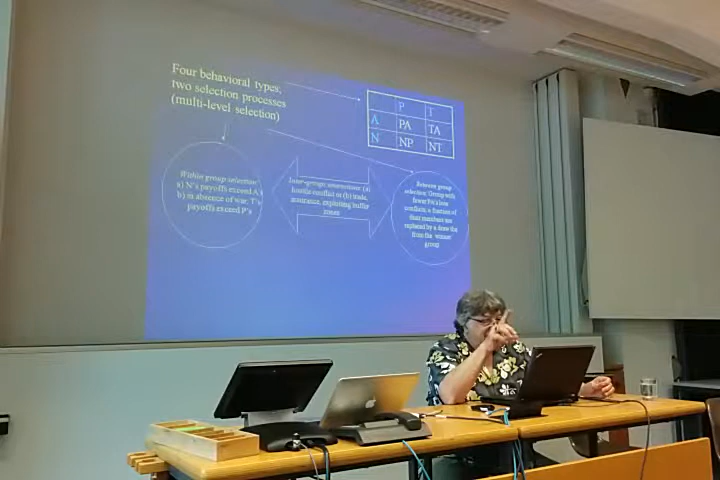 Four behavioral types,
two selection processes
(multi-level selection)
P T
A PA TA
N NP NT
Within group selection:
a) N's payoffs exceed A's
b) in absence of war, T's
payoffs exceed P's
Inter-group interactions: (a)
hostile conflict or (b) trade,
insurance, exploiting buffer
zones
Between group
selection: Group with
fewer PA's lose
conflicts, a fraction of
their members are
replaced by a draw
from the winner
group